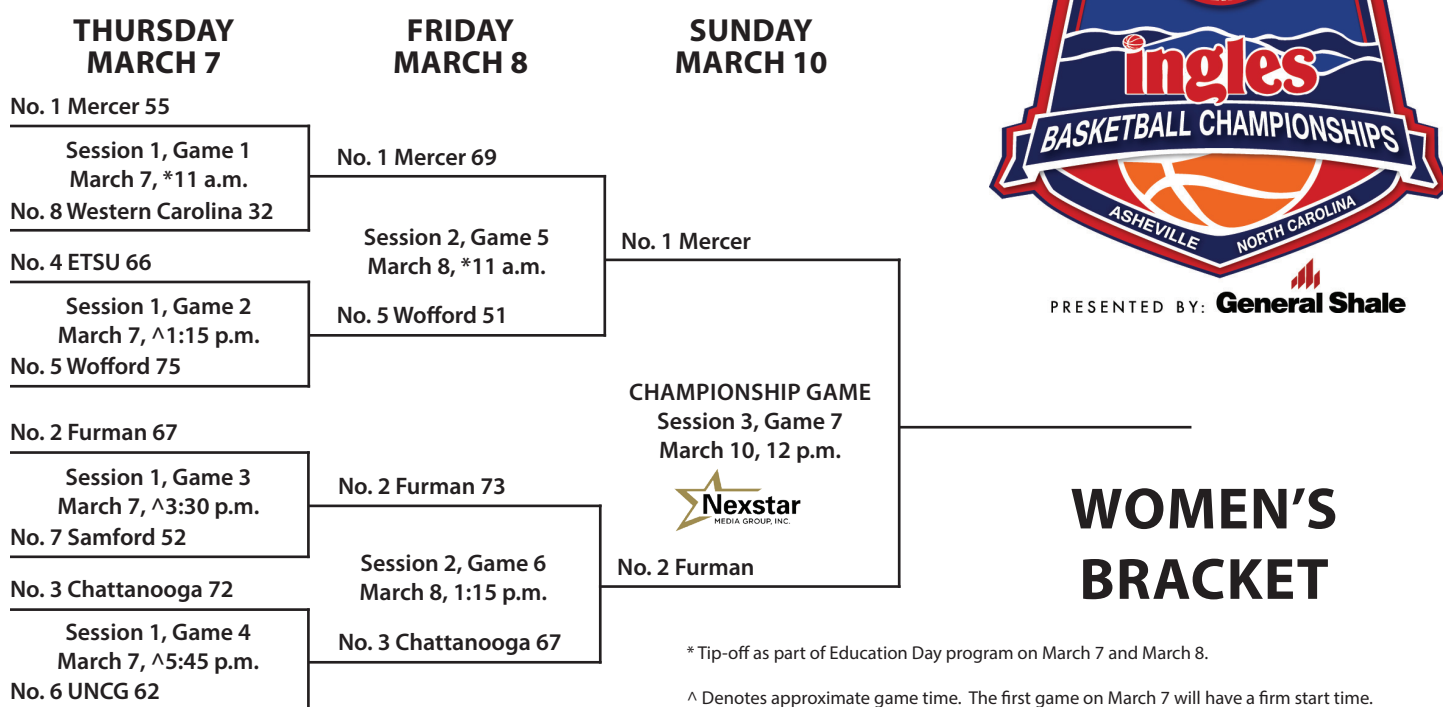 THURSDAY
MARCH 7
FRIDAY
MARCH 8
SUNDAY
MARCH 10
No. 1 Mercer 55
Session 1, Game 1
March 7, *11 a.m.
No. 8 Western Carolina 32
No. 4 ETSU 66
Session 1, Game 2
March 7, ^1:15 p.m.
No. 5 Wofford 75
No. 2 Furman 67
Session 1, Game 3
March 7, ^3:30 p.m.
No. 7 Samford 52
No. 3 Chattanooga 72
Session 1, Game 4
March 7, ^5:45 p.m.
No. 6 UNCG 62
No. 1 Mercer 69
Session 2, Game 5
March 8, *11 a.m.
No. 5 Wofford 51
No. 2 Furman 73
Session 2, Game 6
March 8, 1:15 p.m.
No. 3 Chattanooga 67
No. 1 Mercer
CHAMPIONSHIP GAME
Session 3, Game 7
March 10, 12 p.m.
Nexstar
MEDIA GROUP, INC.
No. 2 Furman
ingles
BASKETBALL CHAMPIONSHIPS
ASHEVILLE NORTH CAROLINA
PRESENTED BY: General Shale
WOMEN'S
BRACKET
* Tip-off as part of Education Day program on March 7 and March 8.
^ Denotes approximate game time. The first game on March 7 will have a firm start time.